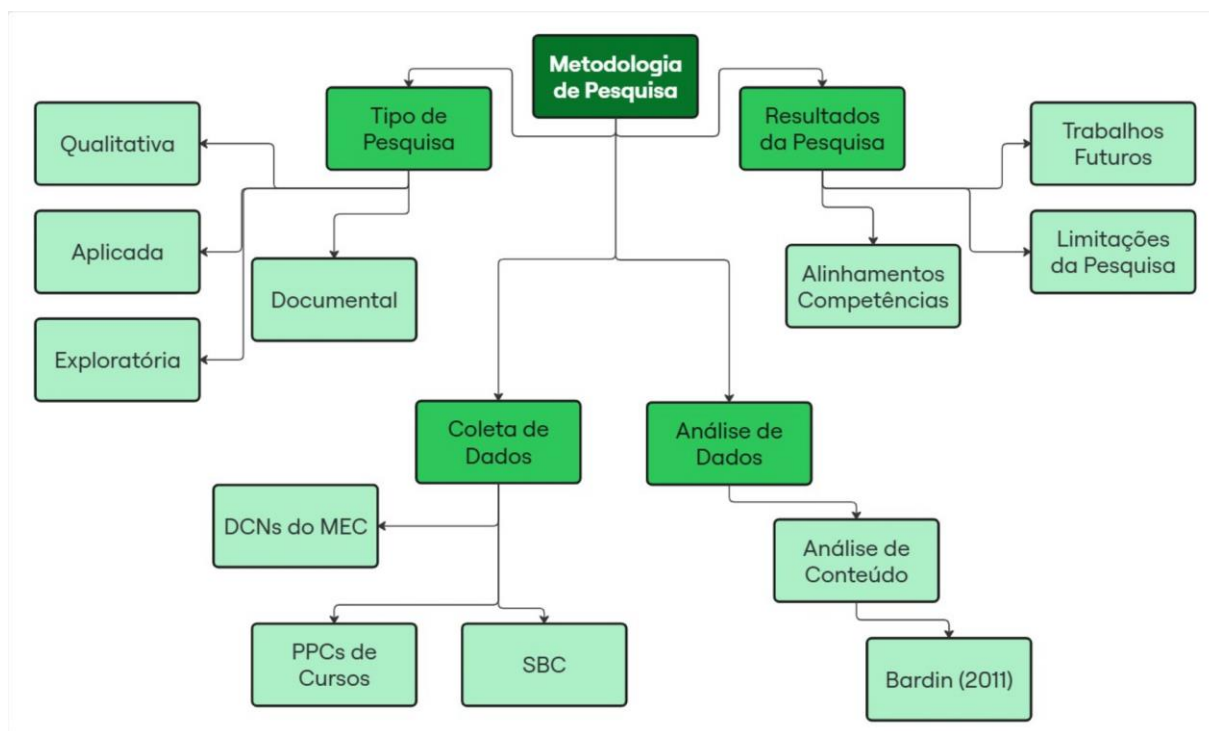 Metodologia
de Pesquisa
Tipo de
Pesquisa
Resultados
da Pesquisa
Qualitativa
Trabalhos
Futuros
Aplicada
Limitações
da Pesquisa
Documental
Alinhamentos
Competências
Exploratória
Coleta de
Dados
Análise de
Dados
DCNs do MEC
Análise de
Conteúdo
PPCs de
Cursos
SBC
Bardin (2011)